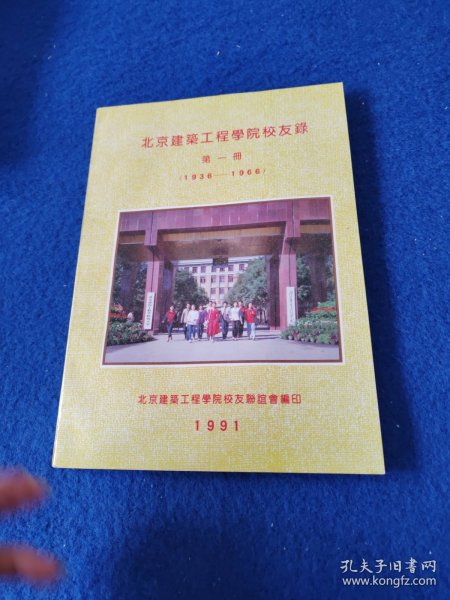 北京建築工程學院校友錄
第一冊
(1936—1966)
北京建築工程學院校友聯誼會編印
1991
孔夫子旧书网
www.kongfz.com